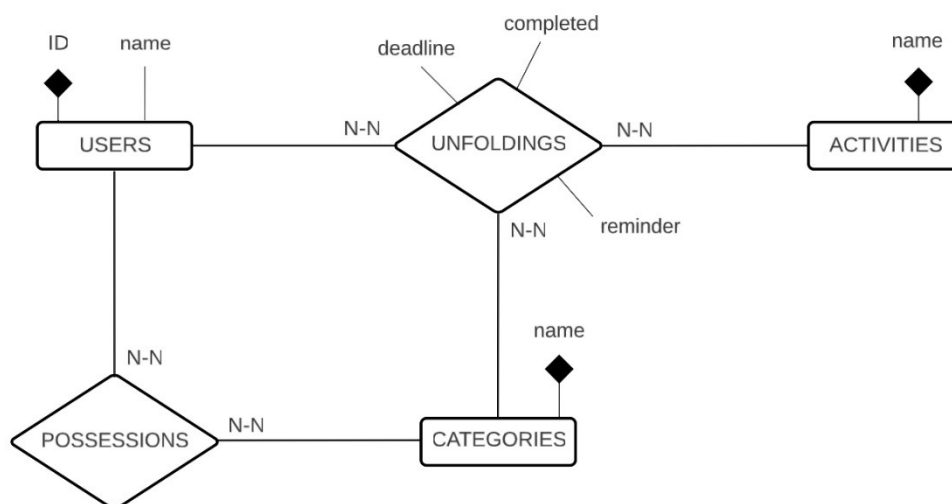 completed
ID
name
deadline
name
USERS
N-N
UNFOLDINGS
N-N
ACTIVITIES
reminder
N-N
name
N-N
N-N
POSSESSIONS
CATEGORIES